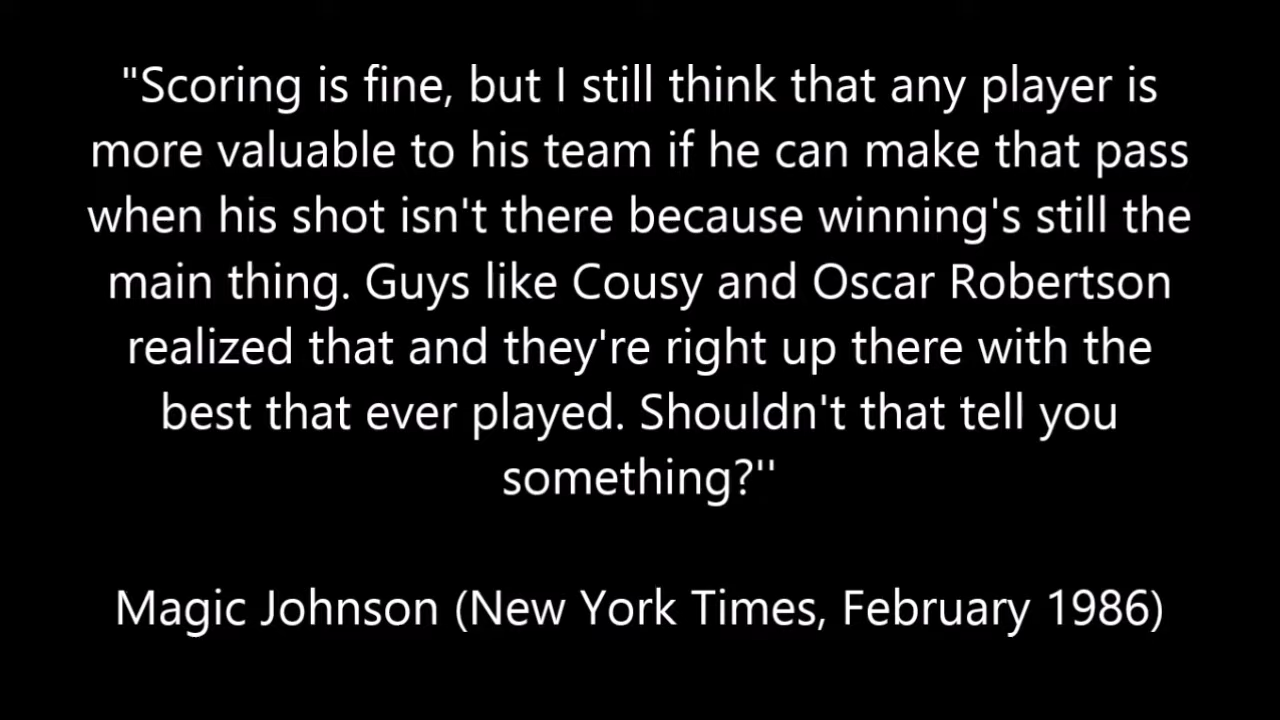 "Scoring is fine, but I still think that any player is
more valuable to his team if he can make that pass
when his shot isn't there because winning's still the
main thing. Guys like Cousy and Oscar Robertson
realized that and they're right up there with the
best that ever played. Shouldn't that tell you
something?''
Magic Johnson (New York Times, February 1986)